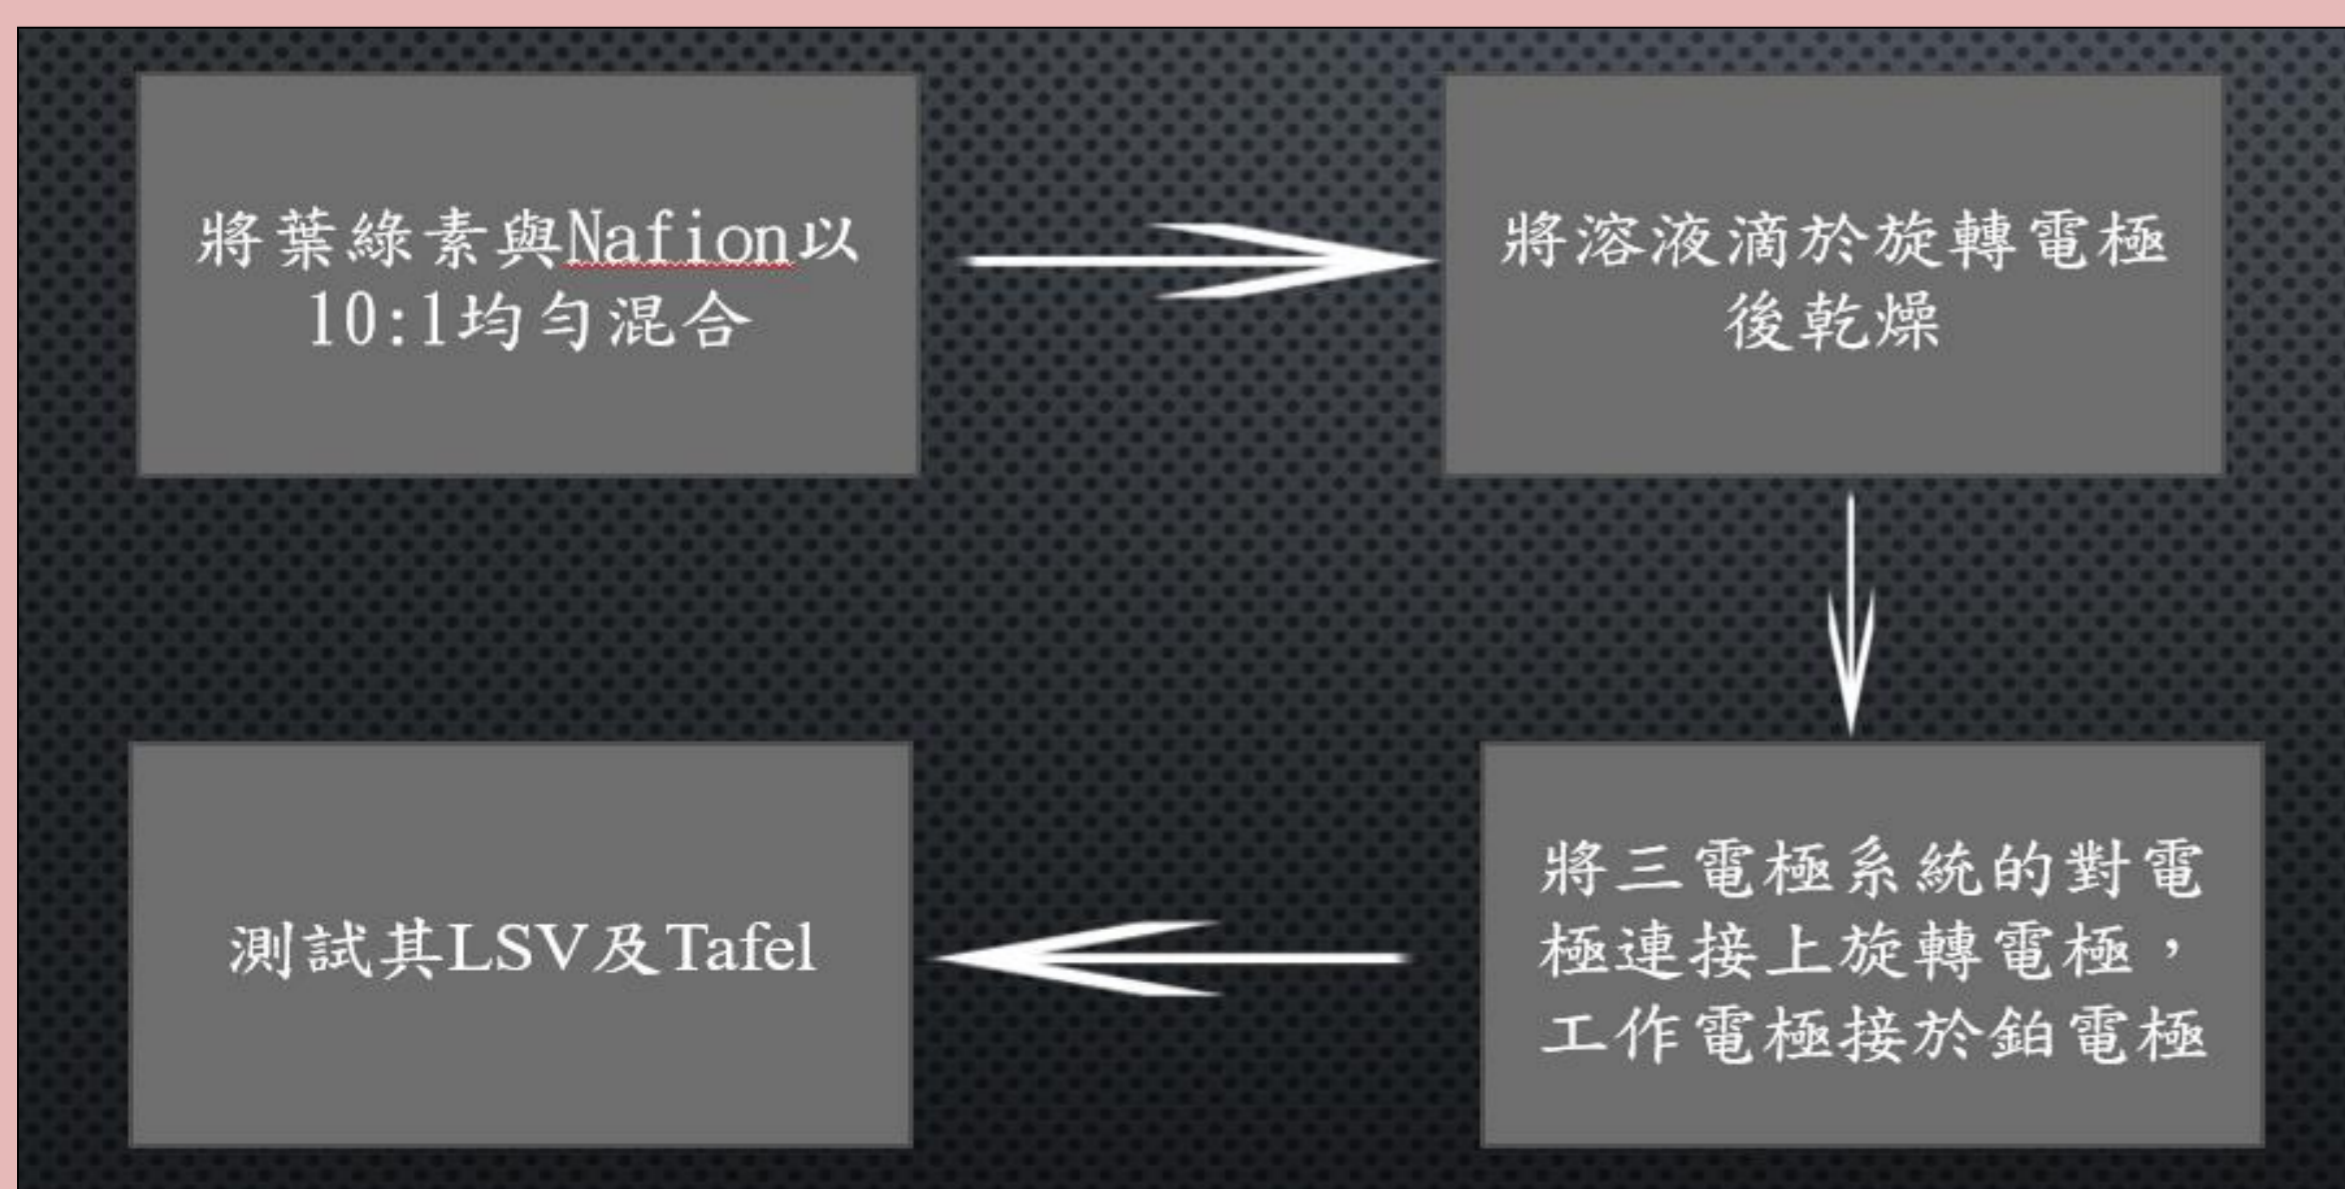 將葉綠素與Nafion以
10:1均勻混合
將溶液滴於旋轉電極
後乾燥
將三電極系統的對電
極連接上旋轉電極，
工作電極接於鉑電極
測試其LSV及Tafel